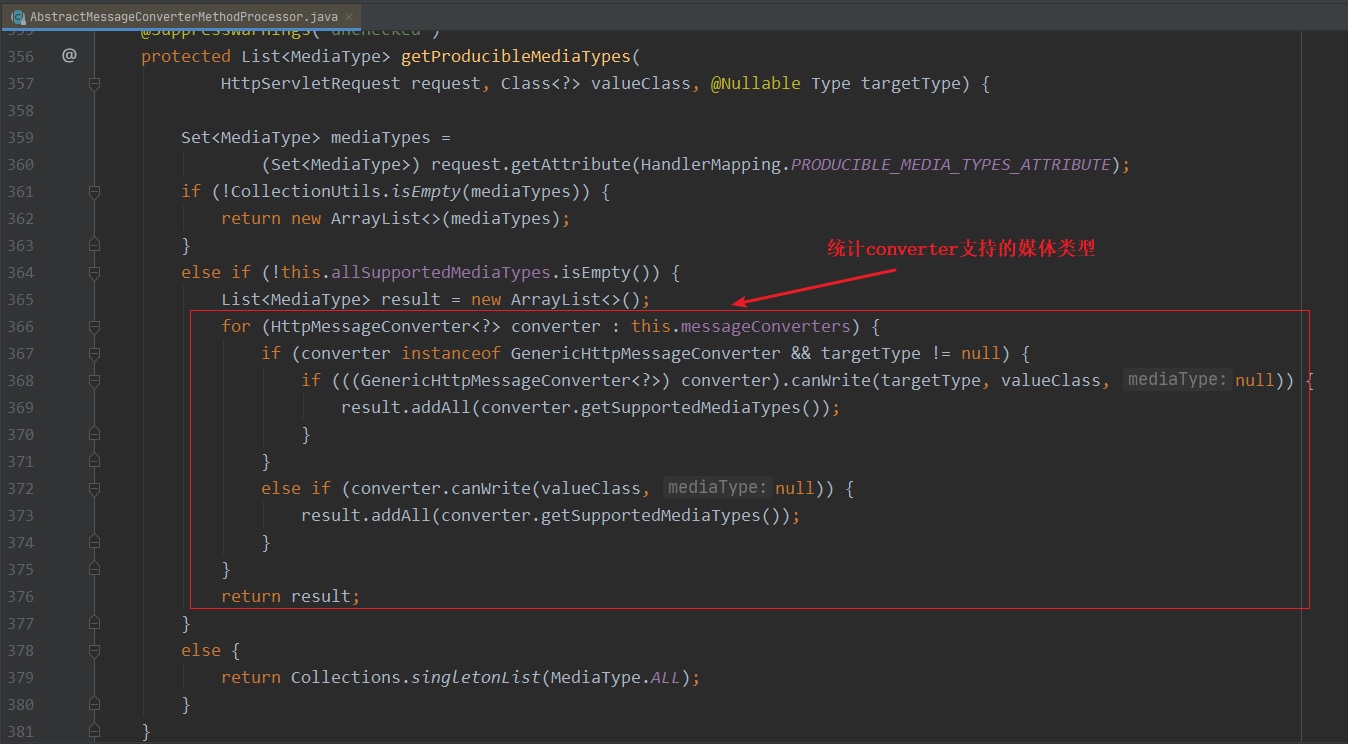 AbstractMessageConverterMethodProcessor.java ×
355 @SuppressWarnings("unchecked")
356 @ protected List<MediaType> getProducibleMediaTypes(
357 HttpServletRequest request, Class<?> valueClass, @Nullable Type targetType) {
358
359 Set<MediaType> mediaTypes =
360 (Set<MediaType>) request.getAttribute(HandlerMapping.PRODUCIBLE_MEDIA_TYPES_ATTRIBUTE);
361 if (!CollectionUtils.isEmpty(mediaTypes)) {
362 return new ArrayList<>(mediaTypes);
363 }
统计converter支持的媒体类型
364 else if (!this.allSupportedMediaTypes.isEmpty()) {
365 List<MediaType> result = new ArrayList<>();
366 for (HttpMessageConverter<?> converter : this.messageConverters) {
367 if (converter instanceof GenericHttpMessageConverter && targetType != null) {
368 if (((GenericHttpMessageConverter<?>) converter).canWrite(targetType, valueClass, mediaType: null)) {
369 result.addAll(converter.getSupportedMediaTypes());
370 }
371 }
372 else if (converter.canWrite(valueClass, mediaType: null)) {
373 result.addAll(converter.getSupportedMediaTypes());
374 }
375 }
376 return result;
377 }
378 else {
379 return Collections.singletonList(MediaType.ALL);
380 }
381 }